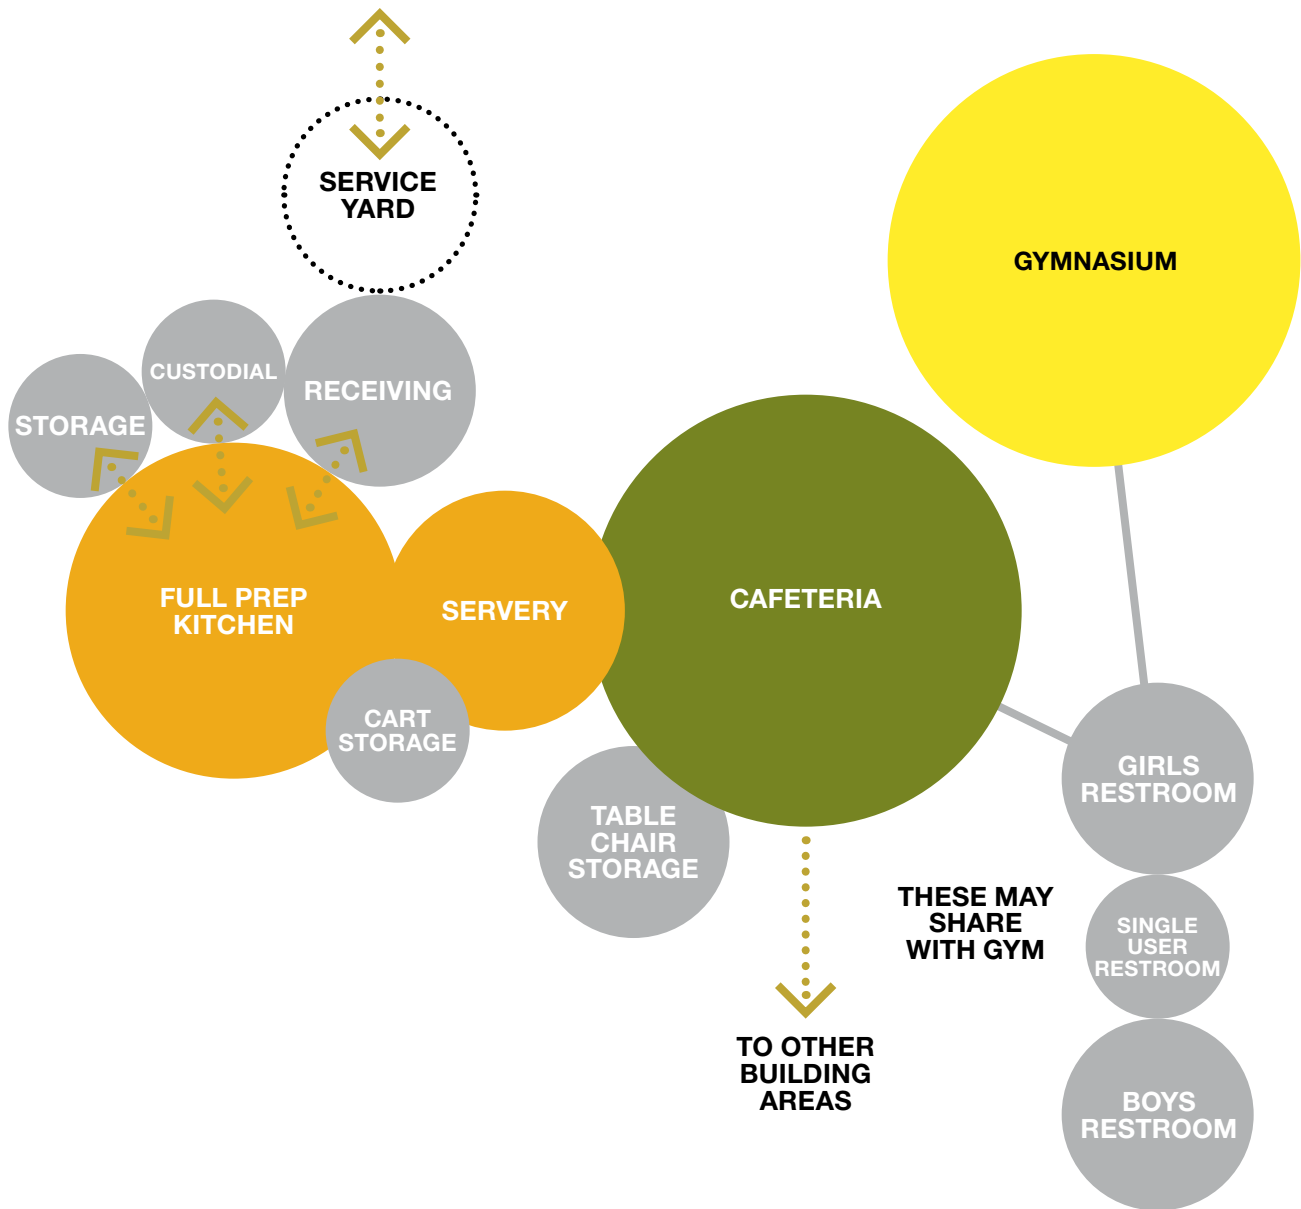 SERVICE
YARD
GYMNASIUM
CUSTODIAL
RECEIVING
STORAGE
FULL PREP
KITCHEN
SERVERY
CAFETERIA
CART
STORAGE
TABLE
CHAIR
STORAGE
GIRLS
RESTROOM
THESE MAY
SHARE
WITH GYM
SINGLE
USER
RESTROOM
TO OTHER
BUILDING
AREAS
BOYS
RESTROOM